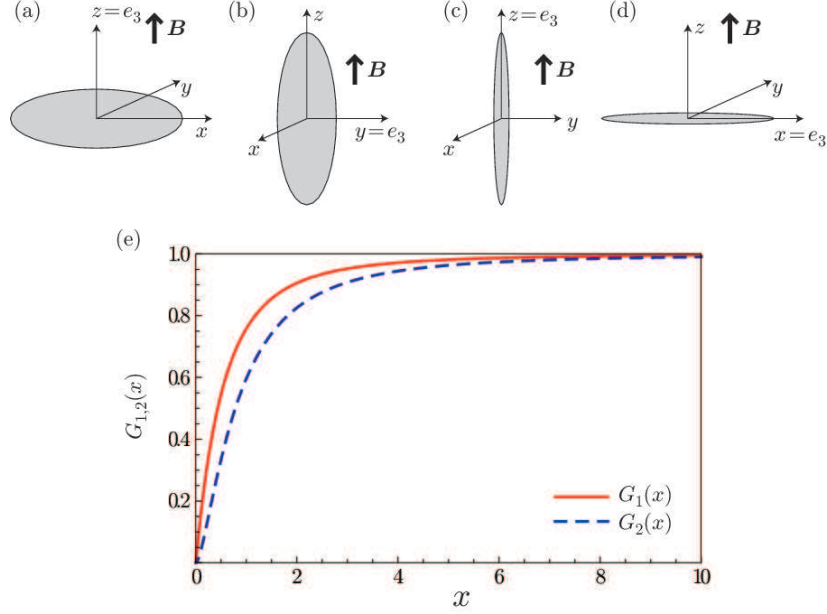 (a) z=e₃ B y x
(b) z B x y=e₃
(c) z=e₃ B x y
(d) z B y x=e₃
(e)
G₁,₂(x)
1.0
0.8
0.6
0.4
0.2
0 2 4 6 8 10
x
G₁(x)
G₂(x)